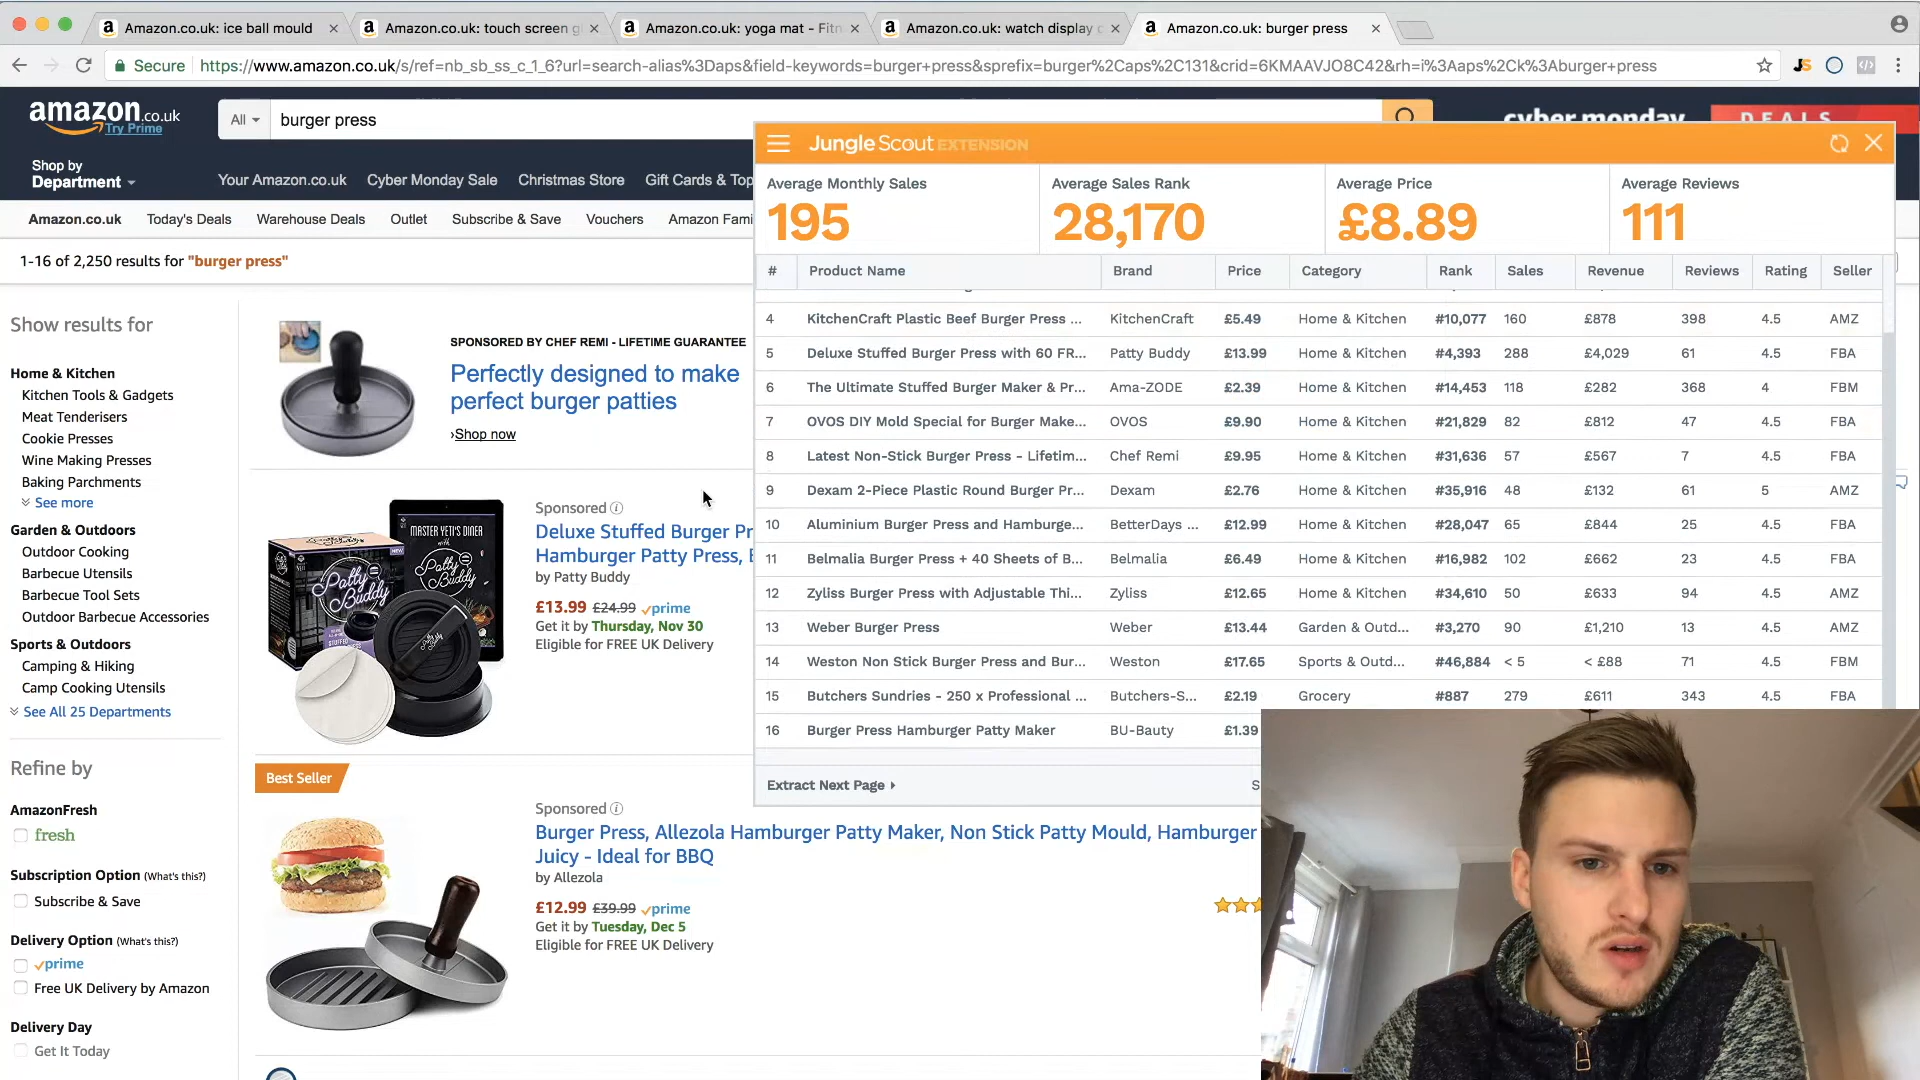 Amazon.co.uk: ice ball mould
Amazon.co.uk: touch screen g
Amazon.co.uk: yoga mat - Fitn
Amazon.co.uk: watch display c
Amazon.co.uk: burger press
Secure https://www.amazon.co.uk/s/ref=nb_sb_ss_c_1_6?url=search-alias%3Daps&field-keywords=burger+press&sprefix=burger%2Caps%2C131&crid=6KMAAVJO8C42&rh=i%3Aaps%2Ck%3Aburger+press
JS
amazon.co.uk
Try Prime
All
burger press
cyber monday
DEALS
Shop by
Department
Your Amazon.co.uk Cyber Monday Sale Christmas Store Gift Cards & Top
Amazon.co.uk Today's Deals Warehouse Deals Outlet Subscribe & Save Vouchers Amazon Fami
1-16 of 2,250 results for "burger press"
Show results for
Home & Kitchen
Kitchen Tools & Gadgets
Meat Tenderisers
Cookie Presses
Wine Making Presses
Baking Parchments
See more
Garden & Outdoors
Outdoor Cooking
Barbecue Utensils
Barbecue Tool Sets
Outdoor Barbecue Accessories
Sports & Outdoors
Camping & Hiking
Camp Cooking Utensils
See All 25 Departments
Refine by
AmazonFresh
fresh
Subscription Option (What's this?)
Subscribe & Save
Delivery Option (What's this?)
prime
Free UK Delivery by Amazon
Delivery Day
Get It Today
SPONSORED BY CHEF REMI - LIFETIME GUARANTEE
Perfectly designed to make
perfect burger patties
›Shop now
MASTER YETI'S DINER
with
Patty
Buddy
Patty
Buddy
Sponsored
Deluxe Stuffed Burger Pr
Hamburger Patty Press, B
by Patty Buddy
£13.99 £24.99 prime
Get it by Thursday, Nov 30
Eligible for FREE UK Delivery
Best Seller
Sponsored
Burger Press, Allezola Hamburger Patty Maker, Non Stick Patty Mould, Hamburger
Juicy - Ideal for BBQ
by Allezola
£12.99 £39.99 prime
Get it by Tuesday, Dec 5
Eligible for FREE UK Delivery
Jungle Scout EXTENSION
Average Monthly Sales
195
Average Sales Rank
28,170
Average Price
£8.89
Average Reviews
111
# Product Name Brand Price Category Rank Sales Revenue Reviews Rating Seller
4 KitchenCraft Plastic Beef Burger Press ... KitchenCraft £5.49 Home & Kitchen #10,077 160 £878 398 4.5 AMZ
5 Deluxe Stuffed Burger Press with 60 FR... Patty Buddy £13.99 Home & Kitchen #4,393 288 £4,029 61 4.5 FBA
6 The Ultimate Stuffed Burger Maker & Pr... Ama-ZODE £2.39 Home & Kitchen #14,453 118 £282 368 4 FBM
7 OVOS DIY Mold Special for Burger Make... OVOS £9.90 Home & Kitchen #21,829 82 £812 47 4.5 FBA
8 Latest Non-Stick Burger Press - Lifetim... Chef Remi £9.95 Home & Kitchen #31,636 57 £567 7 4.5 FBA
9 Dexam 2-Piece Plastic Round Burger Pr... Dexam £2.76 Home & Kitchen #35,916 48 £132 61 5 AMZ
10 Aluminium Burger Press and Hamburge... BetterDays ... £12.99 Home & Kitchen #28,047 65 £844 25 4.5 FBA
11 Belmalia Burger Press + 40 Sheets of B... Belmalia £6.49 Home & Kitchen #16,982 102 £662 23 4.5 FBA
12 Zyliss Burger Press with Adjustable Thi... Zyliss £12.65 Home & Kitchen #34,610 50 £633 94 4.5 AMZ
13 Weber Burger Press Weber £13.44 Garden & Outd... #3,270 90 £1,210 13 4.5 AMZ
14 Weston Non Stick Burger Press and Bur... Weston £17.65 Sports & Outd... #46,884 < 5 < £88 71 4.5 FBM
15 Butchers Sundries - 250 x Professional ... Butchers-S... £2.19 Grocery #887 279 £611 343 4.5 FBA
16 Burger Press Hamburger Patty Maker BU-Bauty £1.39
Extract Next Page
S